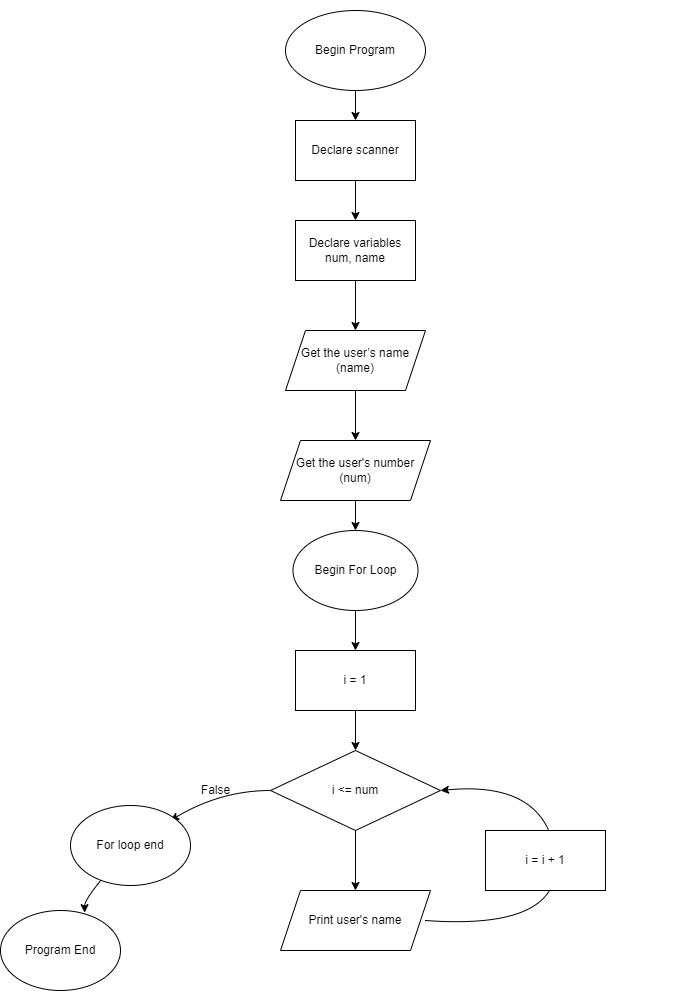 Begin Program
Declare scanner
Declare variables
num, name
Get the user’s name
(name)
Get the user's number
(num)
Begin For Loop
i = 1
i <= num
False
i = i + 1
For loop end
Print user's name
Program End